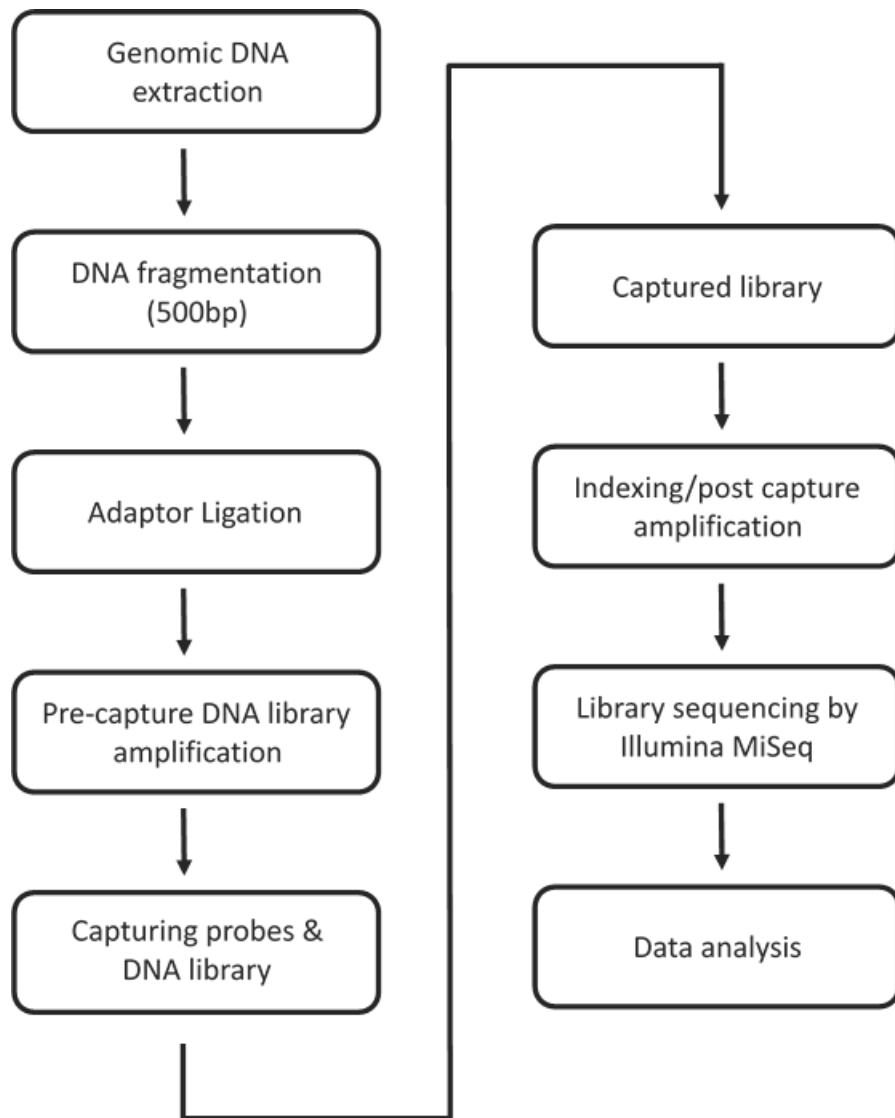 Genomic DNA
extraction
DNA fragmentation
(500bp)
Adaptor Ligation
Pre-capture DNA library
amplification
Capturing probes &
DNA library
Captured library
Indexing/post capture
amplification
Library sequencing by
Illumina MiSeq
Data analysis